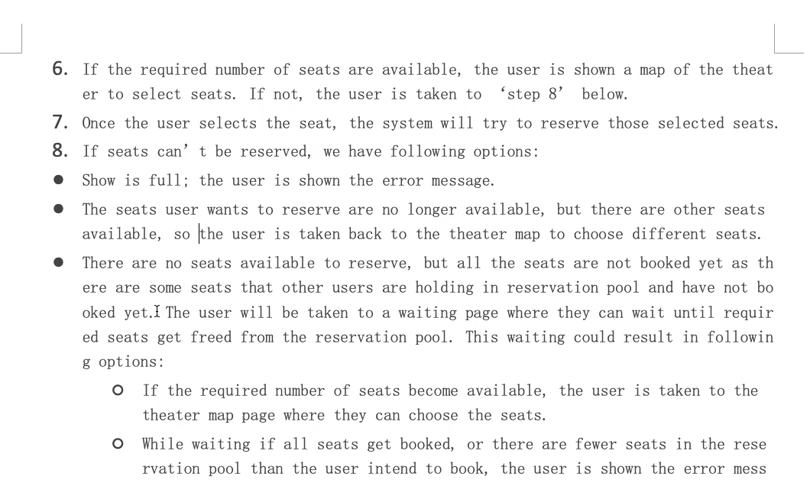 6. If the required number of seats are available, the user is shown a map of the theat
er to select seats. If not, the user is taken to ‘step 8’ below.
7. Once the user selects the seat, the system will try to reserve those selected seats.
8. If seats can’t be reserved, we have following options:
● Show is full; the user is shown the error message.
● The seats user wants to reserve are no longer available, but there are other seats
available, so the user is taken back to the theater map to choose different seats.
● There are no seats available to reserve, but all the seats are not booked yet as th
ere are some seats that other users are holding in reservation pool and have not bo
oked yet. The user will be taken to a waiting page where they can wait until requir
ed seats get freed from the reservation pool. This waiting could result in followin
g options:
○ If the required number of seats become available, the user is taken to the
theater map page where they can choose the seats.
○ While waiting if all seats get booked, or there are fewer seats in the rese
rvation pool than the user intend to book, the user is shown the error mess